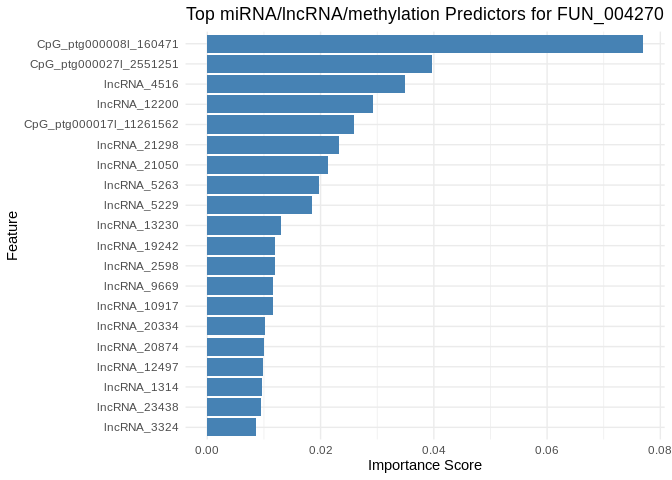 Top miRNA/lncRNA/methylation Predictors for FUN_004270
CpG_ptg000008l_160471
CpG_ptg000027l_2551251
lncRNA_4516
lncRNA_12200
CpG_ptg000017l_11261562
lncRNA_21298
lncRNA_21050
lncRNA_5263
lncRNA_5229
lncRNA_13230
lncRNA_19242
lncRNA_2598
lncRNA_9669
lncRNA_10917
lncRNA_20334
lncRNA_20874
lncRNA_12497
lncRNA_1314
lncRNA_23438
lncRNA_3324
Feature
0.00 0.02 0.04 0.06 0.08
Importance Score